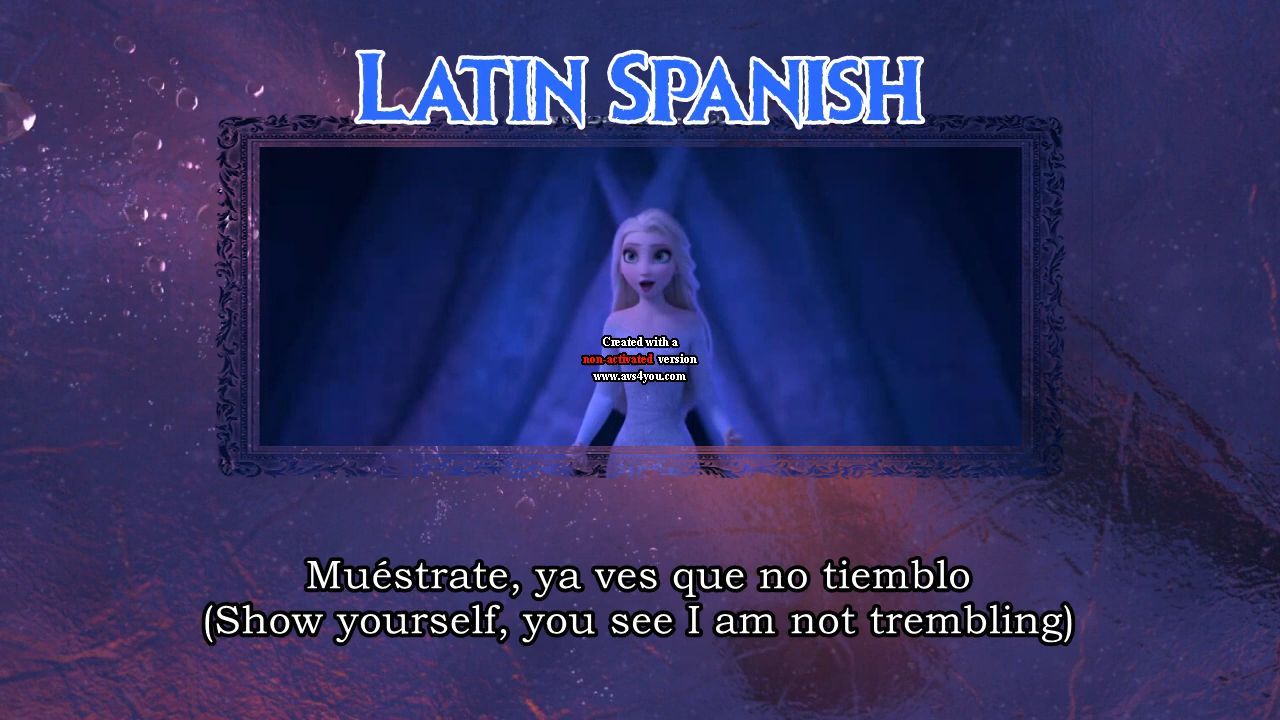 LATIN SPANISH
Created with a
non-activated version
www.avs4you.com
Muéstrate, ya ves que no tiemblo
(Show yourself, you see I am not trembling)